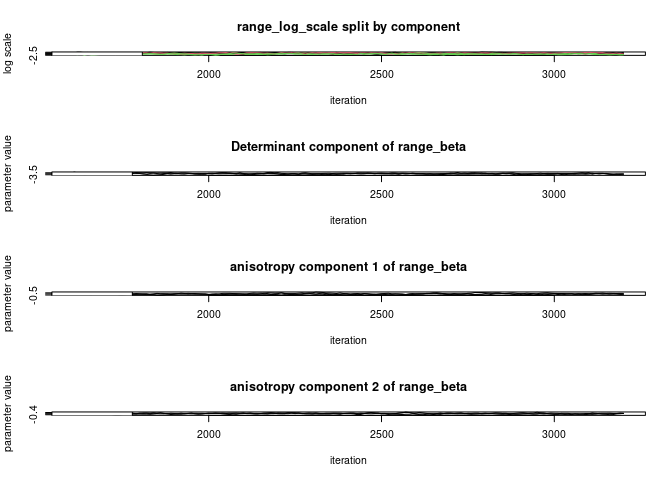 range_log_scale split by component
log scale
-2.5
2000 2500 3000
iteration
Determinant component of range_beta
parameter value
-3.5
2000 2500 3000
iteration
anisotropy component 1 of range_beta
parameter value
-0.5
2000 2500 3000
iteration
anisotropy component 2 of range_beta
parameter value
-0.4
2000 2500 3000
iteration